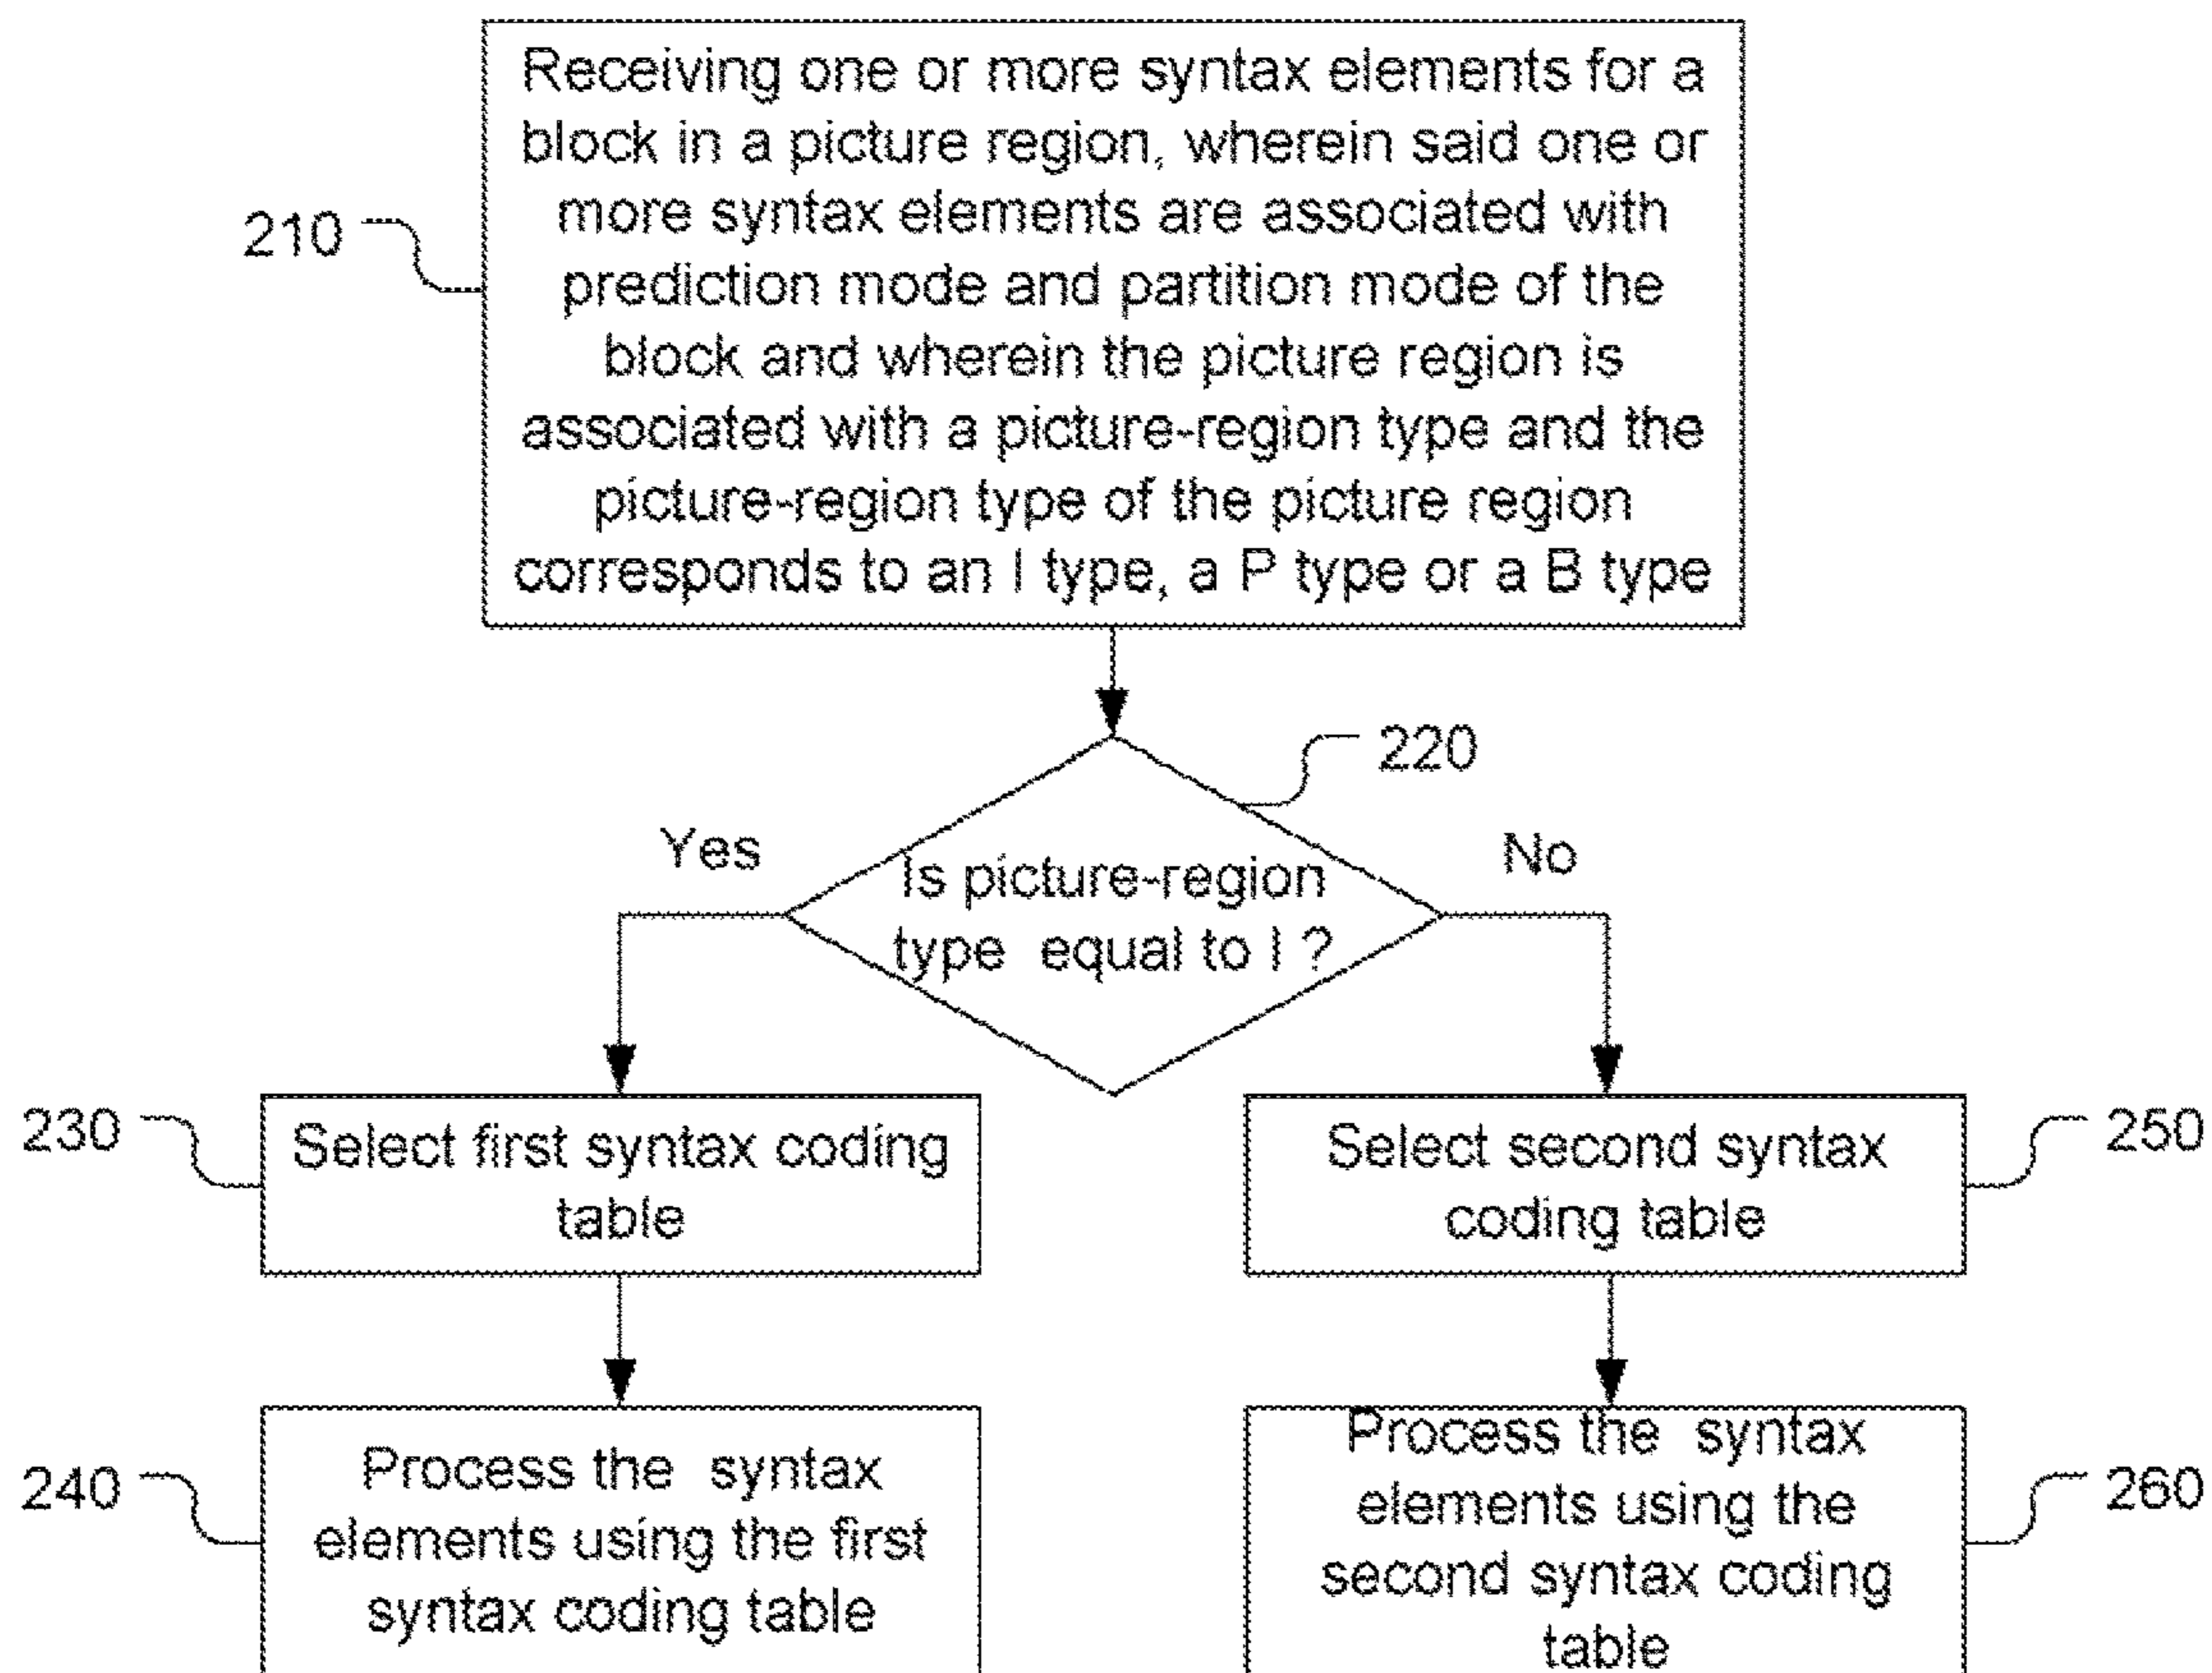 Receiving one or more syntax elements for a
block in a picture region, wherein said one or
more syntax elements are associated with
210
prediction mode and partition mode of the
block and wherein the picture region is
associated with a picture-region type and the
picture-region type of the picture region
corresponds to an I type, a P type or a B type
220
Yes
No
Is picture-region
type equal to I ?
230
Select first syntax coding
table
Select second syntax
coding table
250
240
Process the syntax
elements using the first
syntax coding table
Process the syntax
elements using the
second syntax coding
table
260